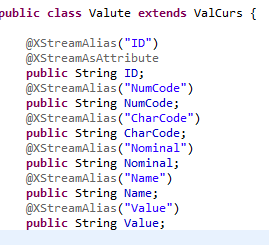 public class Valute extends ValCurs {
@XStreamAlias("ID")
@XStreamAsAttribute
public String ID;
@XStreamAlias("NumCode")
public String NumCode;
@XStreamAlias("CharCode")
public String CharCode;
@XStreamAlias("Nominal")
public String Nominal;
@XStreamAlias("Name")
public String Name;
@XStreamAlias("Value")
public String Value;